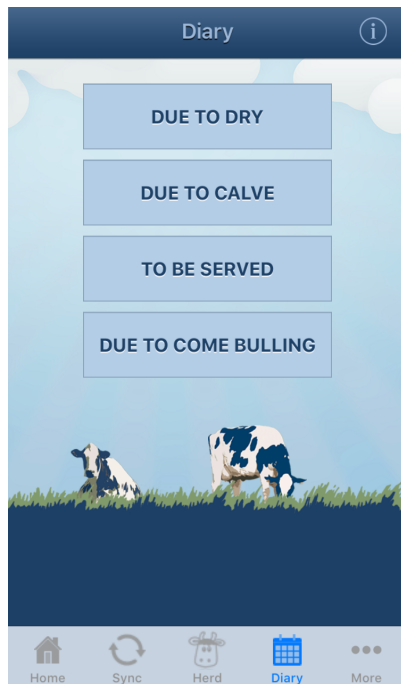 Diary
DUE TO DRY
DUE TO CALVE
TO BE SERVED
DUE TO COME BULLING
Home Sync Herd Diary More